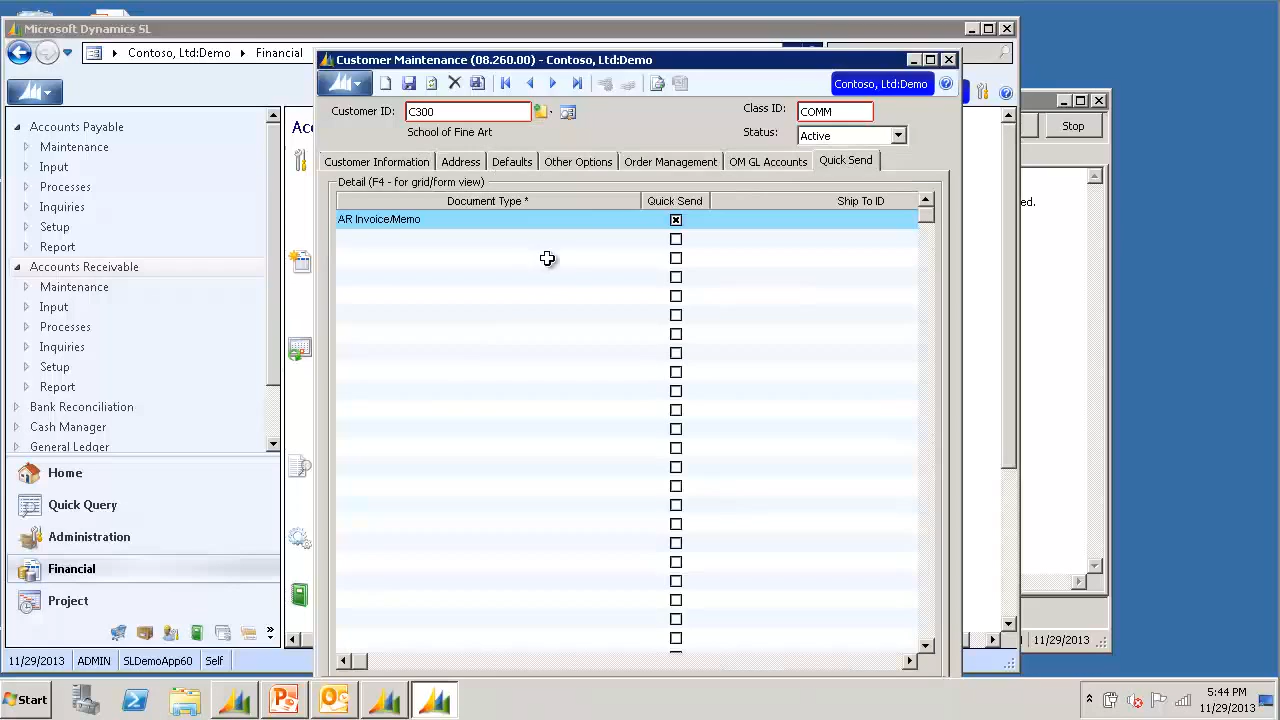 Microsoft Dynamics SL
Contoso, Ltd:Demo
Financial
Customer Maintenance (08.260.00) - Contoso, Ltd:Demo
Contoso, Ltd:Demo
Customer ID:
C300
Class ID:
COMM
School of Fine Art
Status:
Active
Stop
Customer Information
Address
Defaults
Other Options
Order Management
OM GL Accounts
Quick Send
Detail (F4 - for grid/form view)
Document Type *
Quick Send
Ship To ID
AR Invoice/Memo
ed.
Acc
Accounts Payable
Maintenance
Input
Processes
Inquiries
Setup
Report
Accounts Receivable
Maintenance
Input
Processes
Inquiries
Setup
Report
Bank Reconciliation
Cash Manager
General Ledger
Home
Quick Query
Administration
Financial
Project
11/29/2013
ADMIN
SLDemoApp60
Self
11/29/2013
Start
5:44 PM
11/29/2013